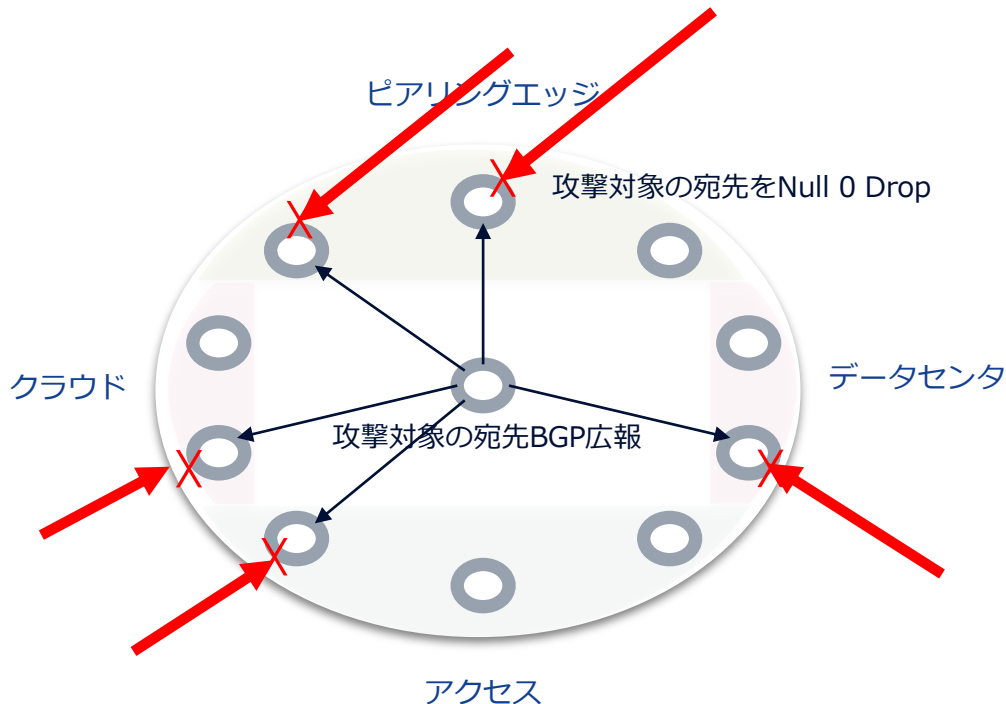 ピアリングエッジ
攻撃対象の宛先をNull 0 Drop
クラウド
データセンタ
攻撃対象の宛先BGP広報
アクセス